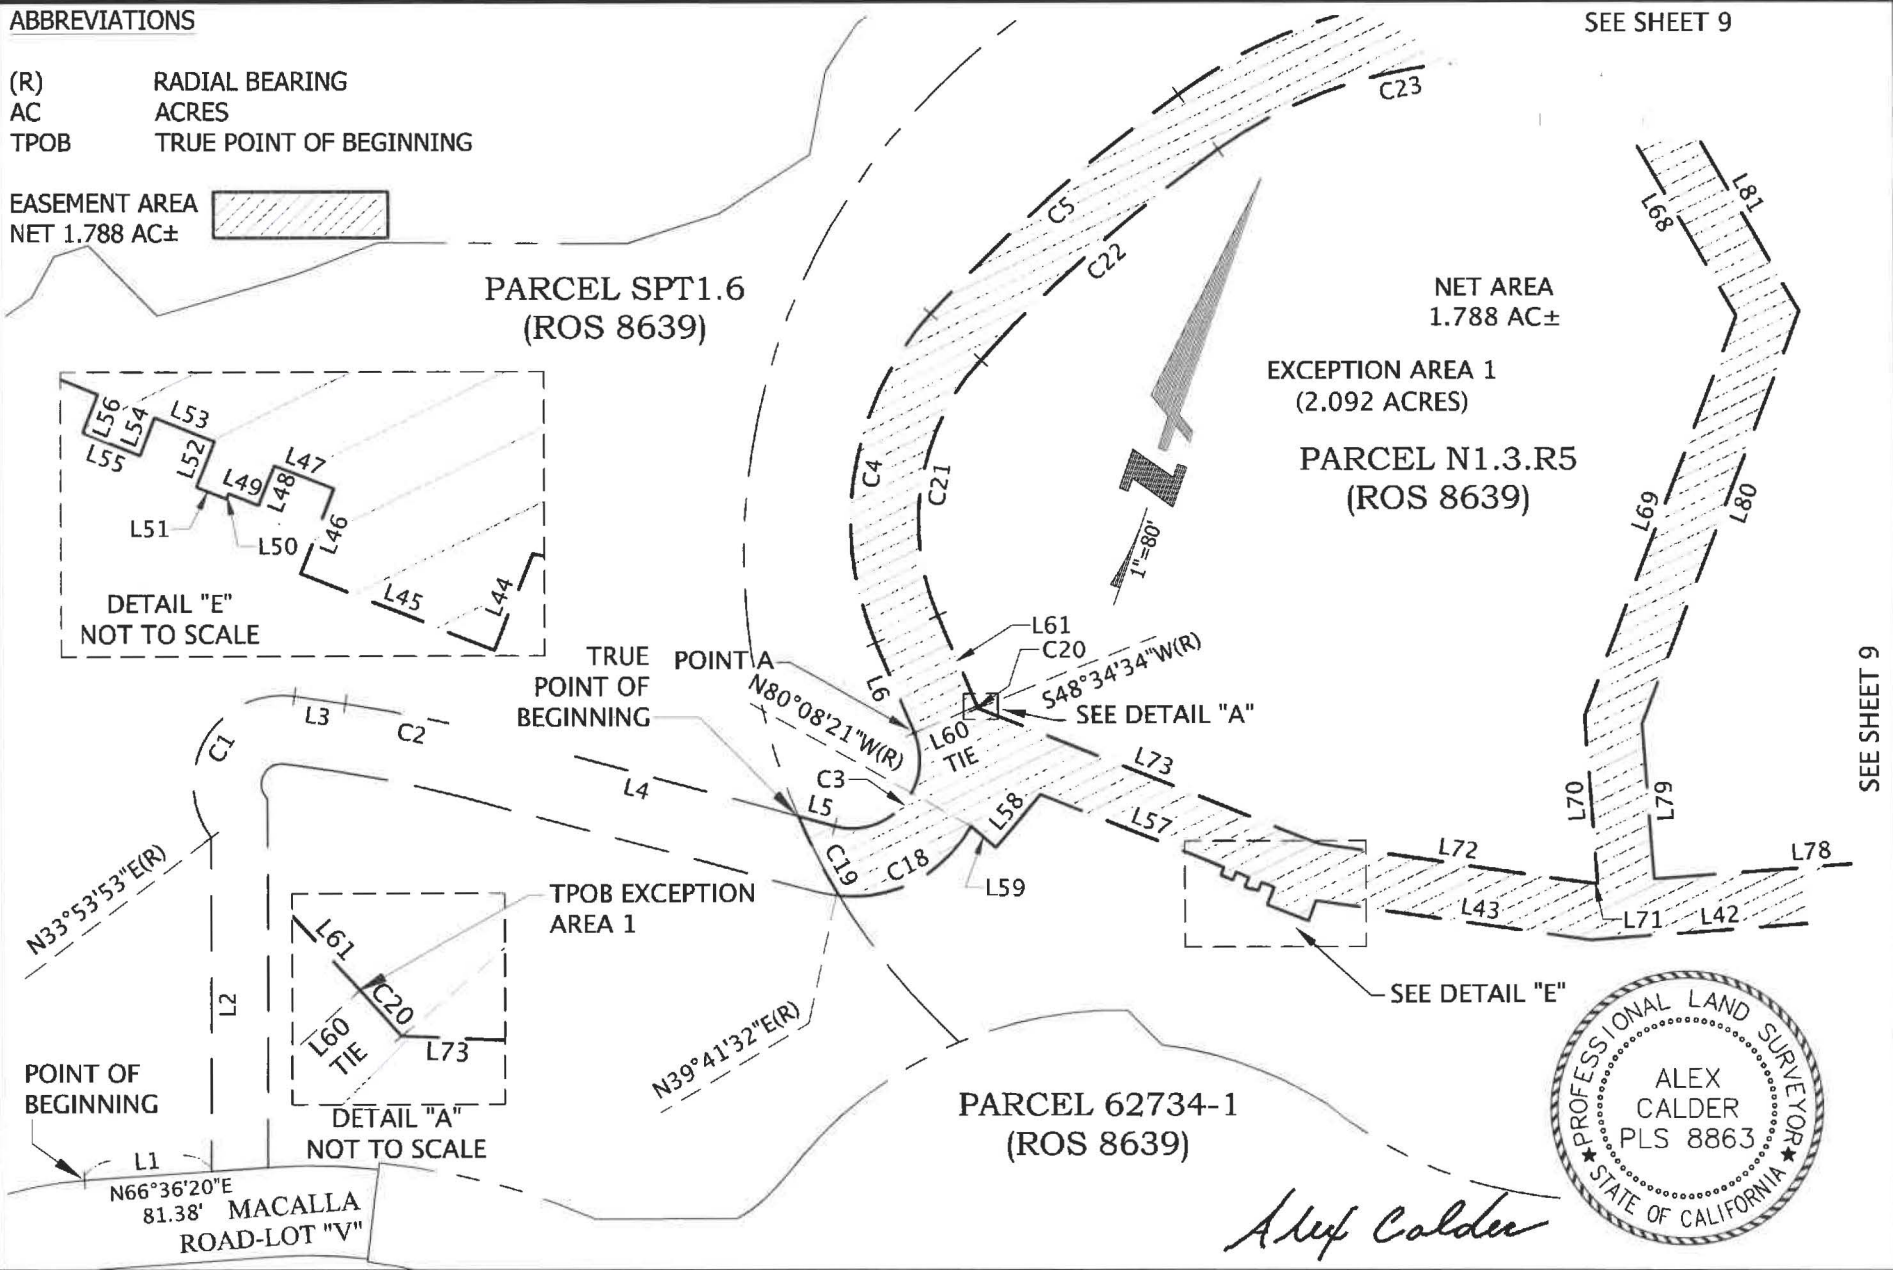 ABBREVIATIONS
(R) RADIAL BEARING
AC ACRES
TPOB TRUE POINT OF BEGINNING
EASEMENT AREA
NET 1.788 AC±
SEE SHEET 9
C23
C5
C22
L81
L68
PARCEL SPT1.6
(ROS 8639)
NET AREA
1.788 AC±
EXCEPTION AREA 1
(2.092 ACRES)
PARCEL N1.3.R5
(ROS 8639)
N
1"=80'
C4
C21
L69
L80
L56
L54
L53
L55
L52
L49
L48
L47
L51
L50
L46
L45
L44
DETAIL "E"
NOT TO SCALE
TRUE
POINT OF
BEGINNING
POINT A
L6
L61
C20
S48°34'34"W(R)
N80°08'21"W(R)
SEE DETAIL "A"
L60
TIE
SEE SHEET 9
C1
L3
C2
L4
C3
L5
L58
L73
L57
L70
L79
C19
C18
L59
L72
L78
L43
L71
L42
N33°53'53"E(R)
TPOB EXCEPTION
AREA 1
L61
C20
L60
TIE
L73
DETAIL "A"
NOT TO SCALE
L2
N39°41'32"E(R)
SEE DETAIL "E"
POINT OF
BEGINNING
L1
N66°36'20"E
81.38'
MACALLA
ROAD-LOT "V"
PARCEL 62734-1
(ROS 8639)
PROFESSIONAL LAND SURVEYOR
ALEX
CALDER
PLS 8863
STATE OF CALIFORNIA
Alex Calder